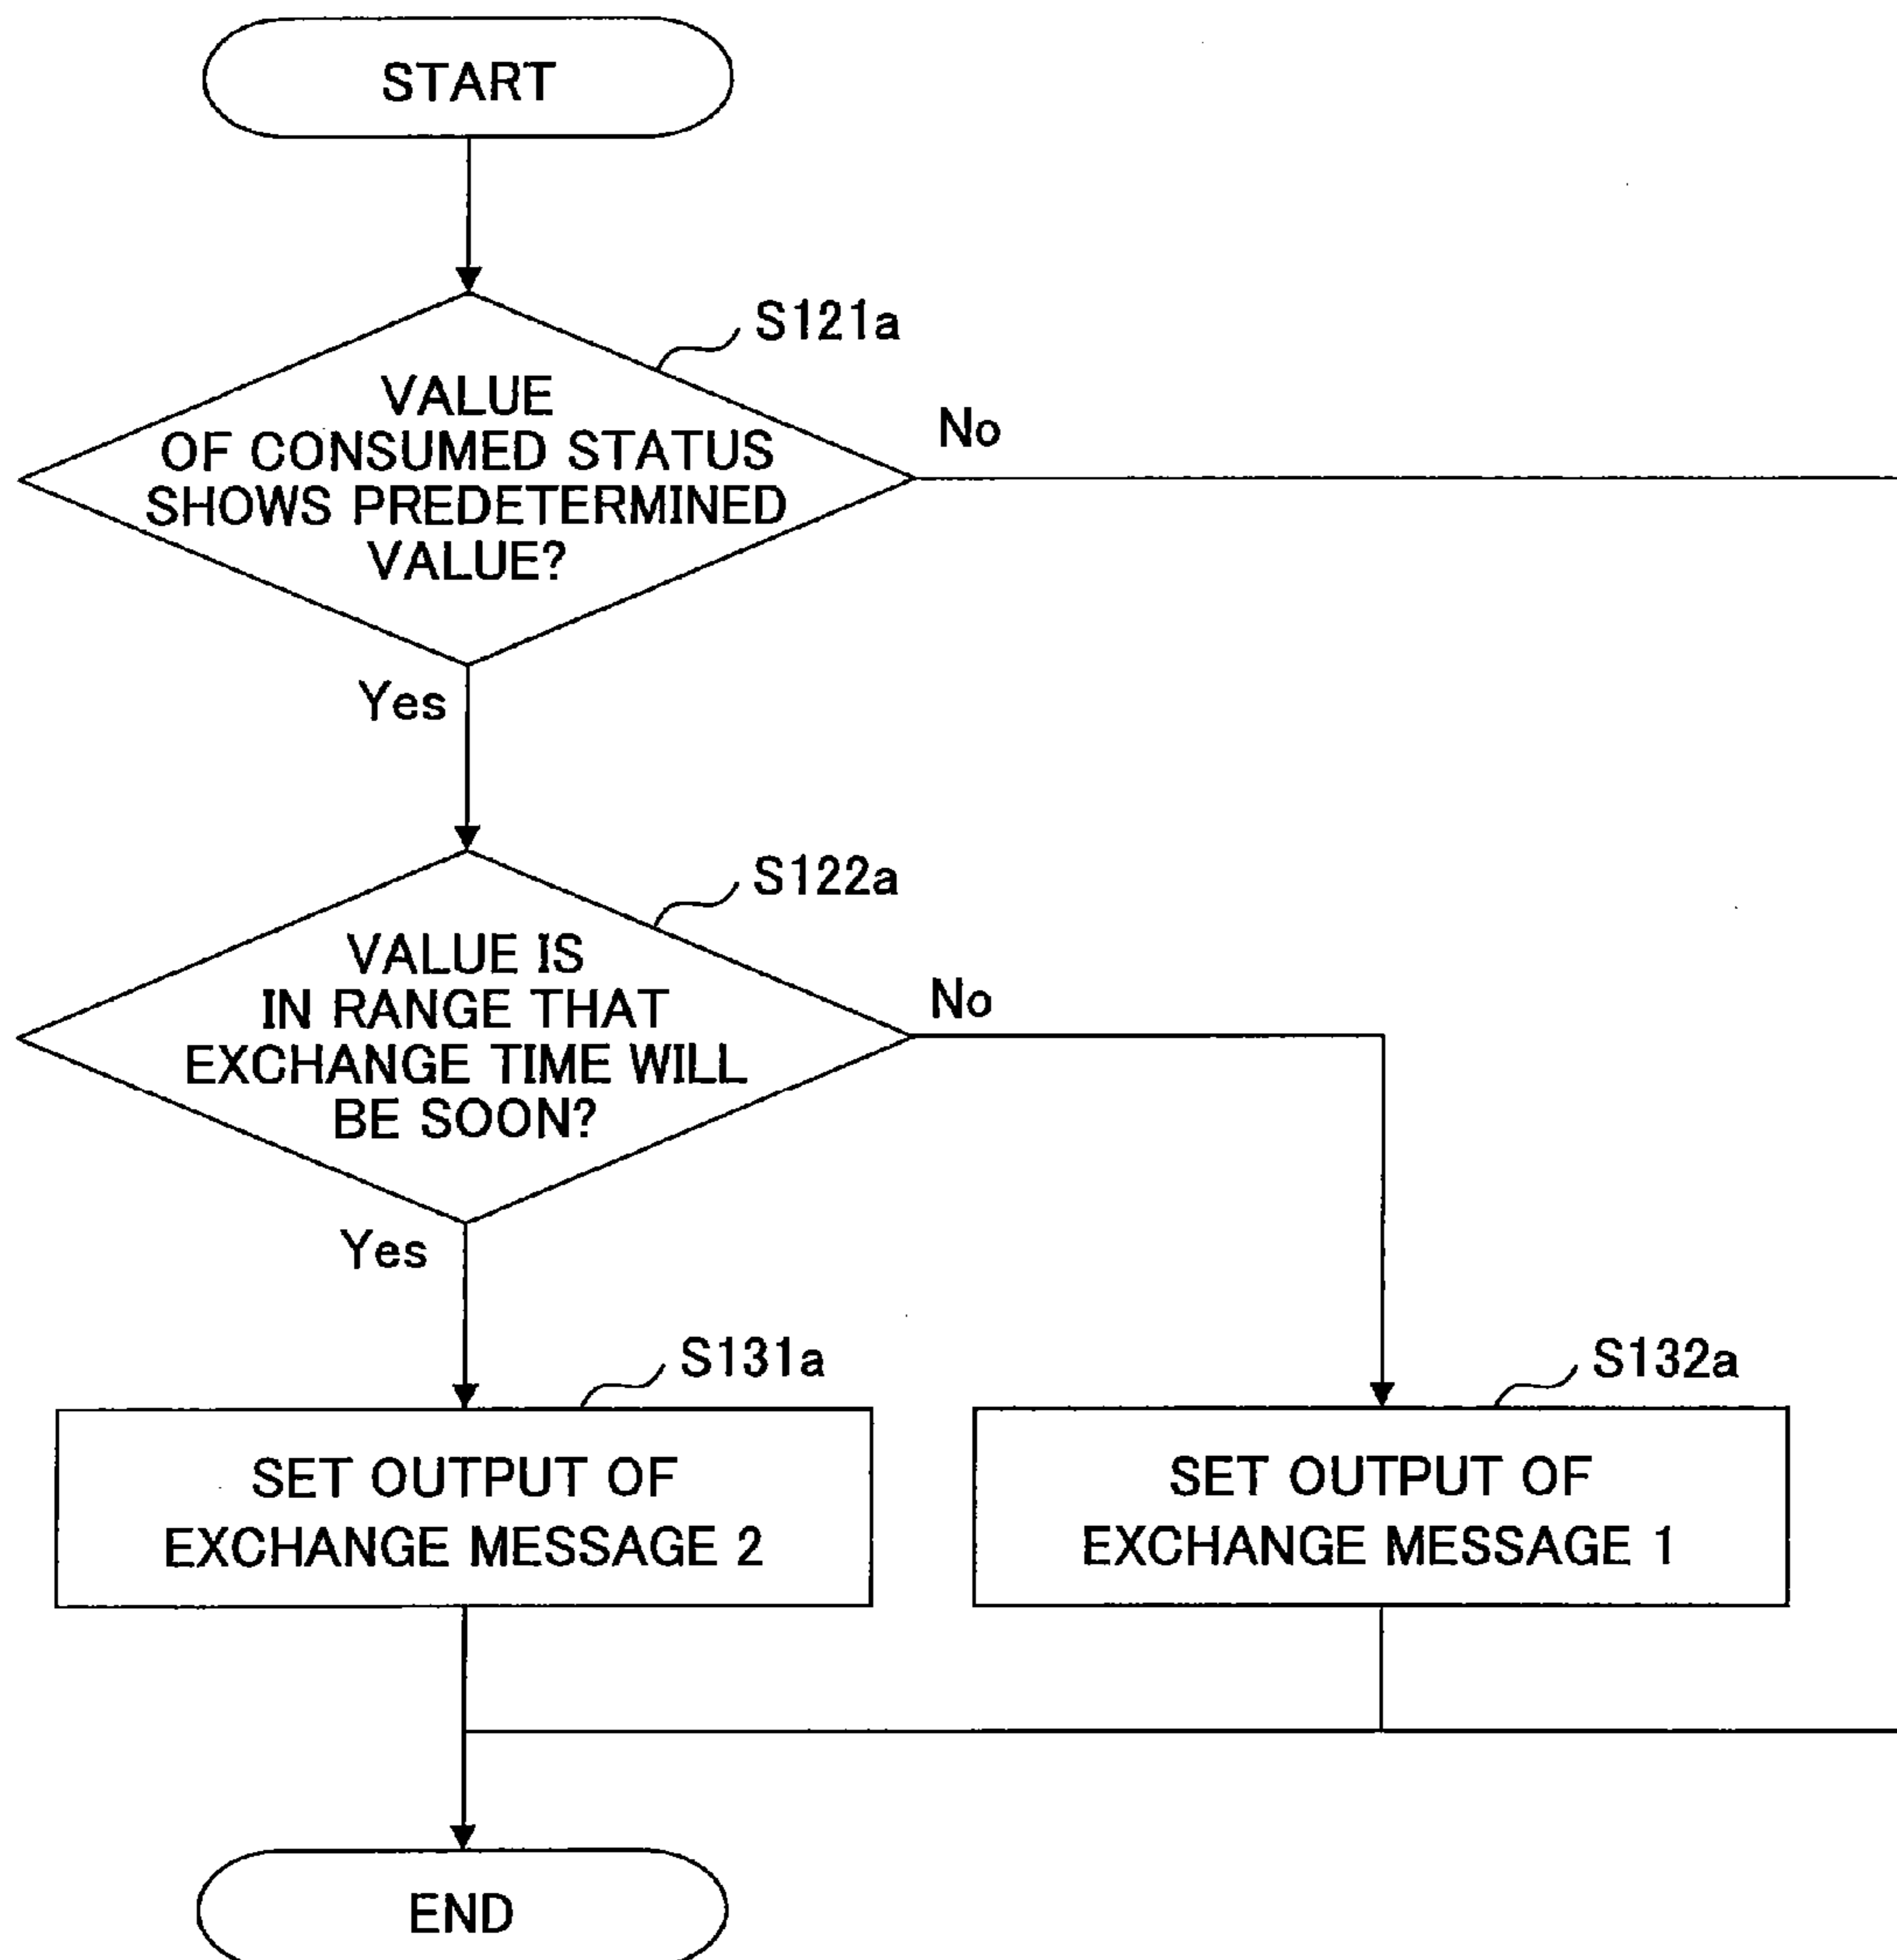 START
S121a
VALUE
OF CONSUMED STATUS
SHOWS PREDETERMINED
VALUE?
No
Yes
S122a
VALUE IS
IN RANGE THAT
EXCHANGE TIME WILL
BE SOON?
No
Yes
S131a
SET OUTPUT OF
EXCHANGE MESSAGE 2
S132a
SET OUTPUT OF
EXCHANGE MESSAGE 1
END